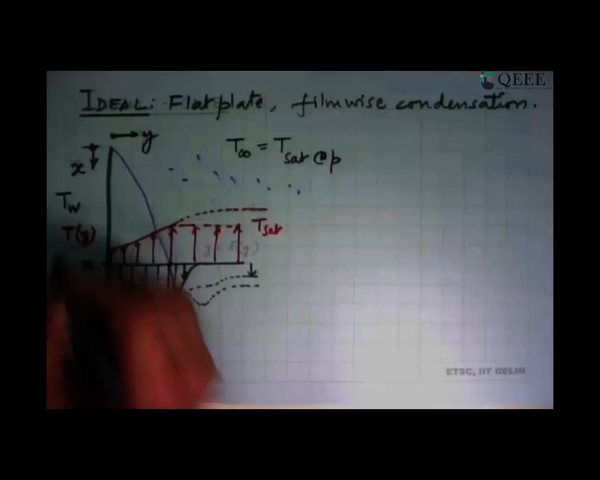 QEEE
IDEAL: Flat plate, filmwise condensation.
y
T∞ = Tsat @ p
x
Tw
T(y)
Tsat
ETSC, IIT DELHI